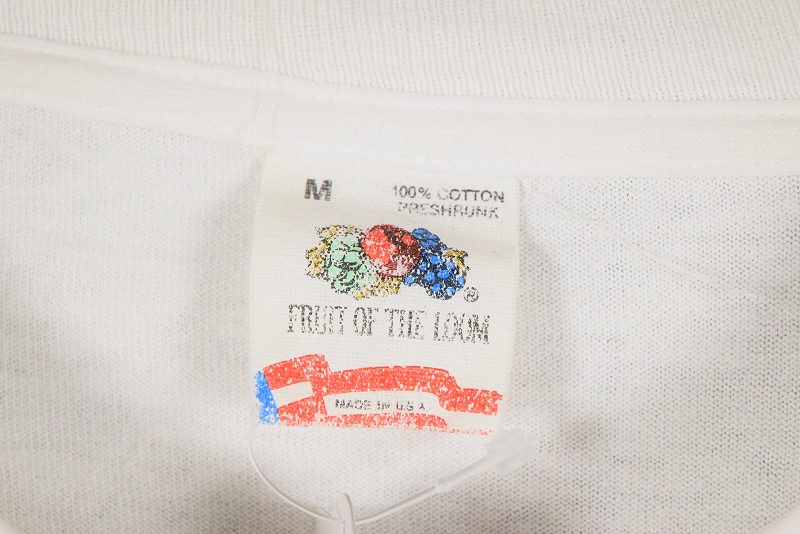 M
100% COTTON
PRESHRUNK
®
FRUIT OF THE LOOM
MADE IN U.S.A.